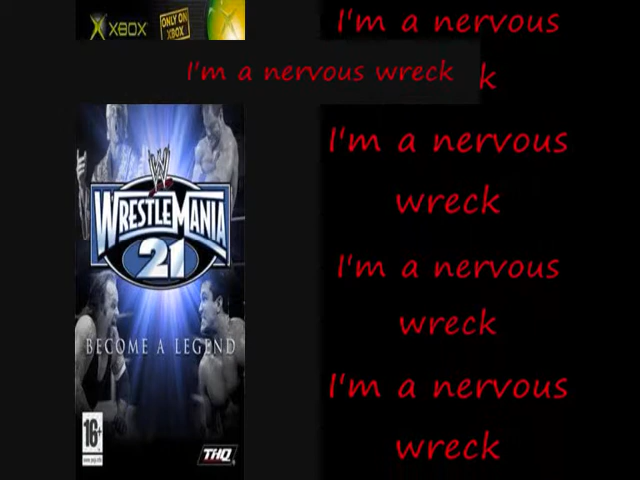 XBOX
ONLY ON
XBOX
I'm a nervous
I'm a nervous wreck
k
W
WRESTLEMANIA
21
BECOME A LEGEND
16+
THQ
I'm a nervous
wreck
I'm a nervous
wreck
I'm a nervous
wreck